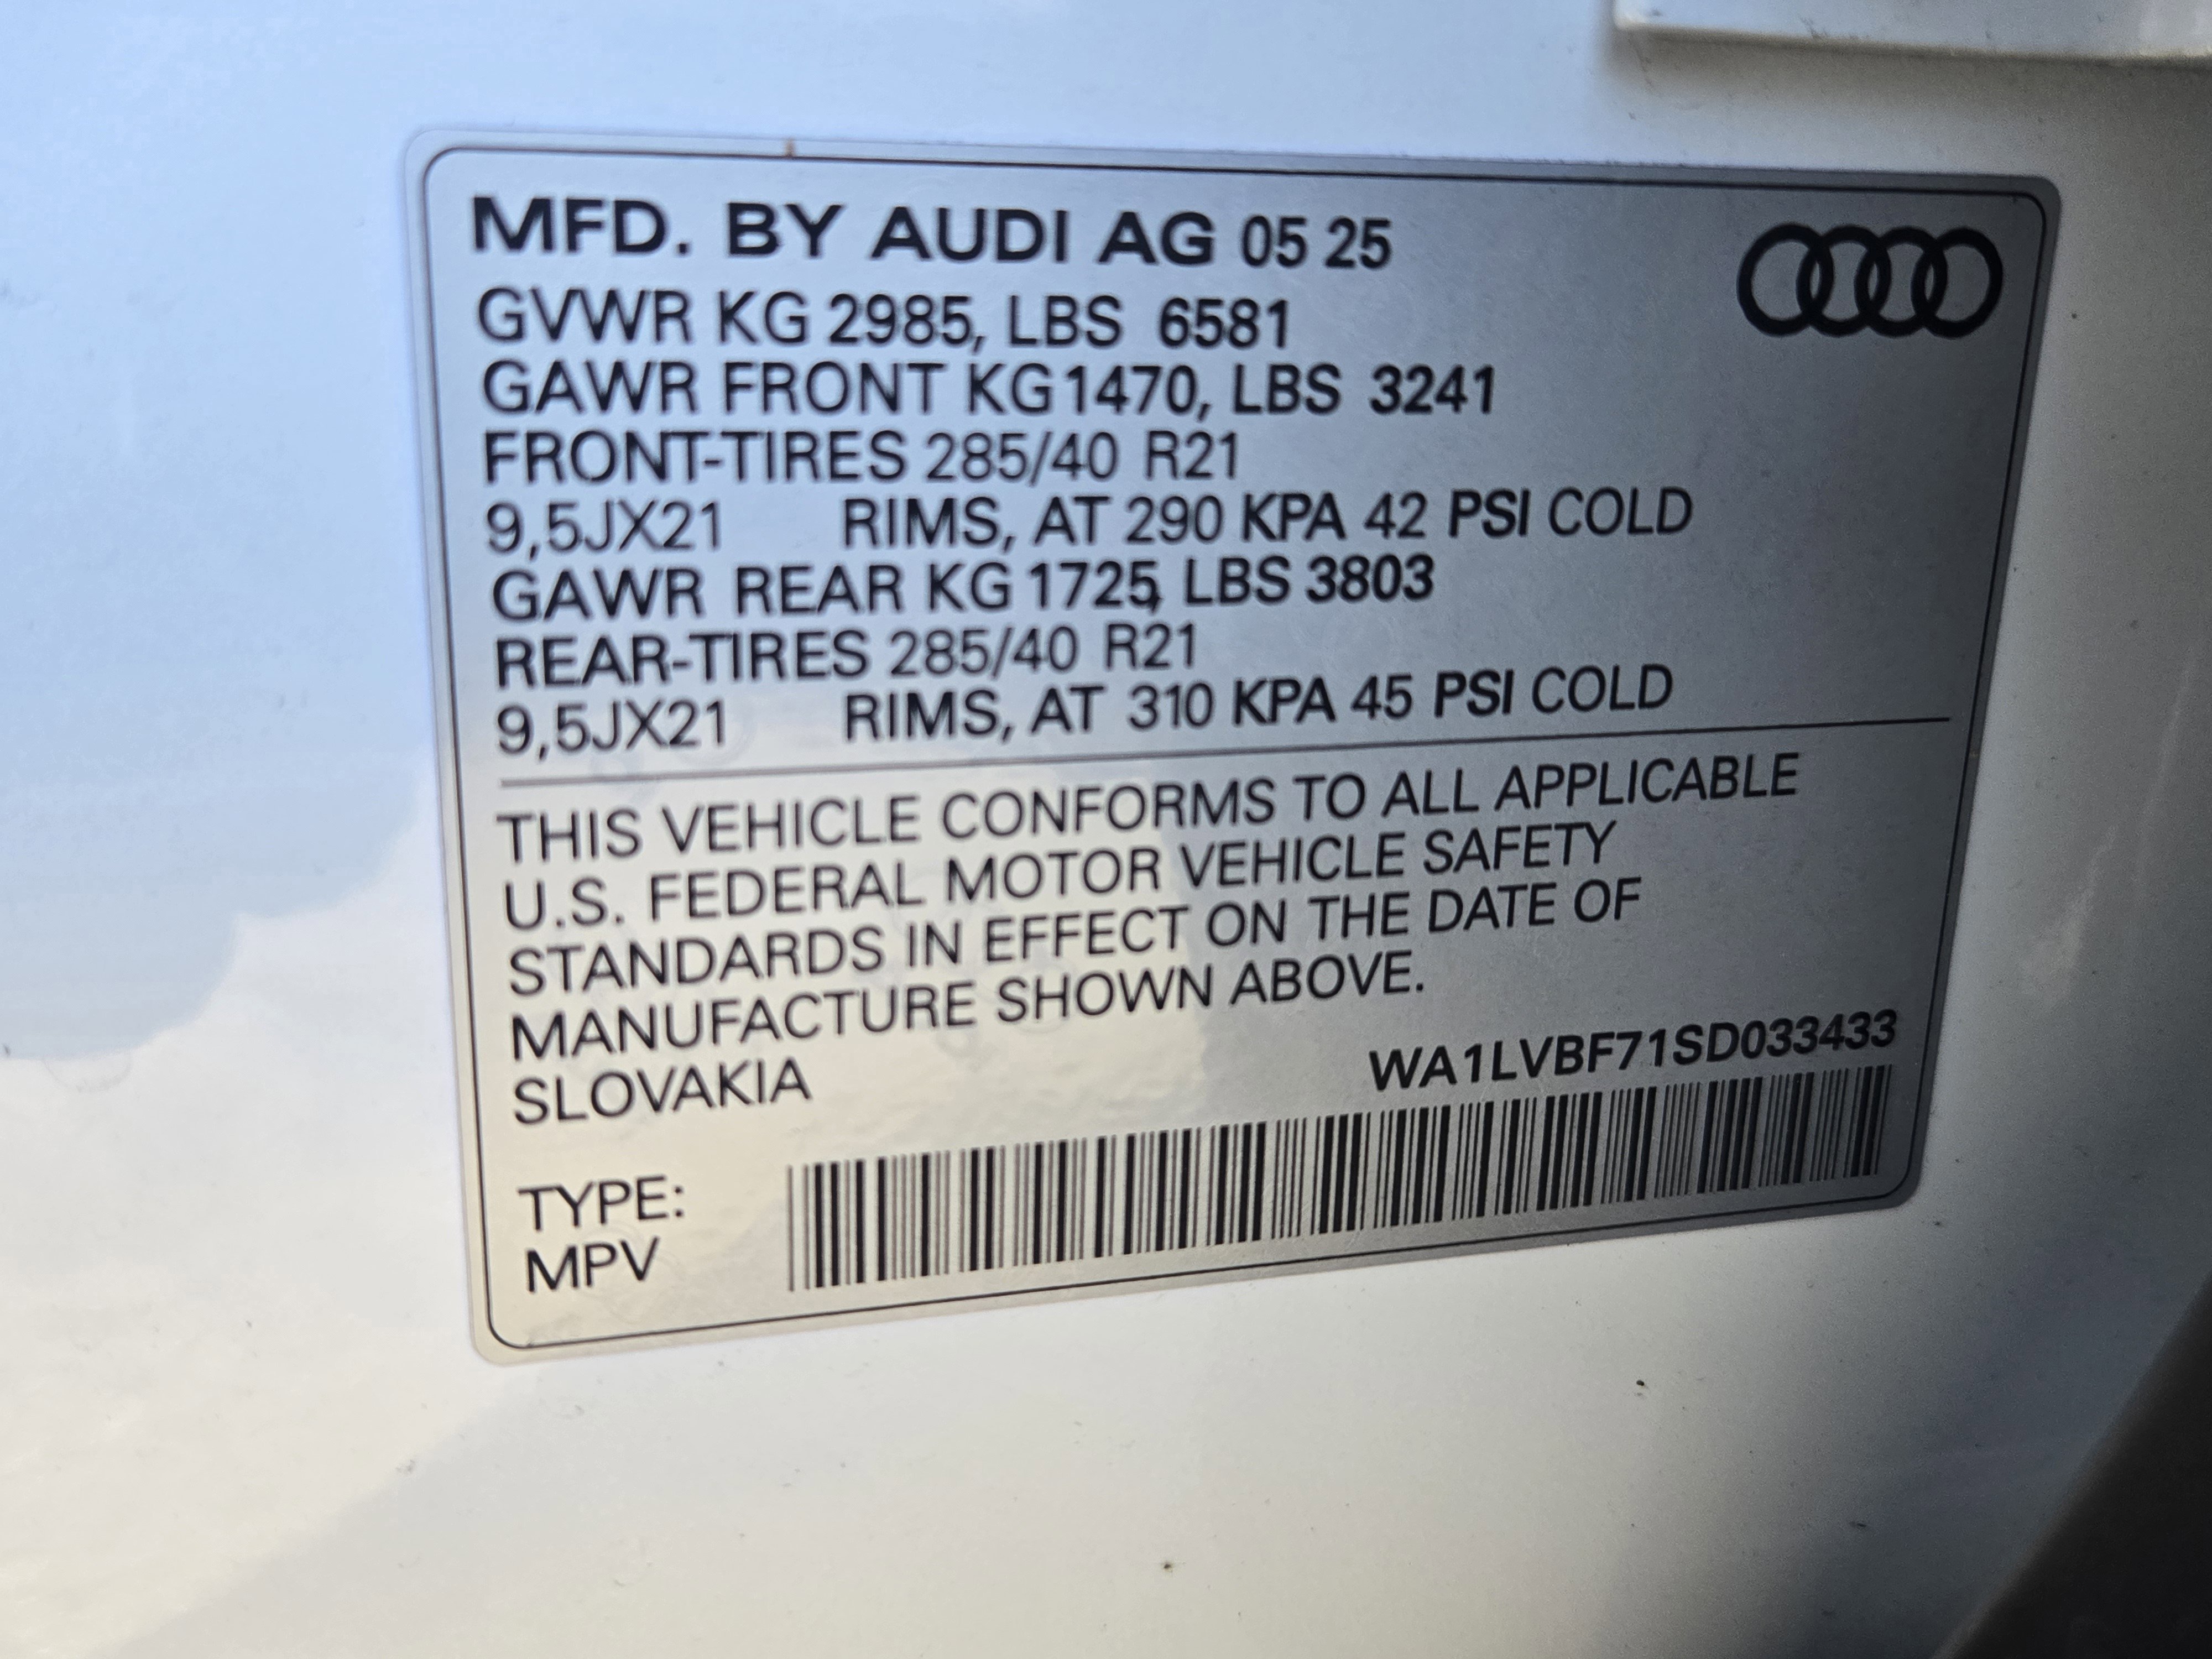 MFD. BY AUDI AG 05 25
GVWR KG 2985, LBS 6581
GAWR FRONT KG 1470, LBS 3241
FRONT-TIRES 285/40 R21
9,5JX21 RIMS, AT 290 KPA 42 PSI COLD
GAWR REAR KG 1725, LBS 3803
REAR-TIRES 285/40 R21
9,5JX21 RIMS, AT 310 KPA 45 PSI COLD
THIS VEHICLE CONFORMS TO ALL APPLICABLE
U.S. FEDERAL MOTOR VEHICLE SAFETY
STANDARDS IN EFFECT ON THE DATE OF
MANUFACTURE SHOWN ABOVE.
SLOVAKIA
WA1LVBF71SD033433
TYPE:
MPV